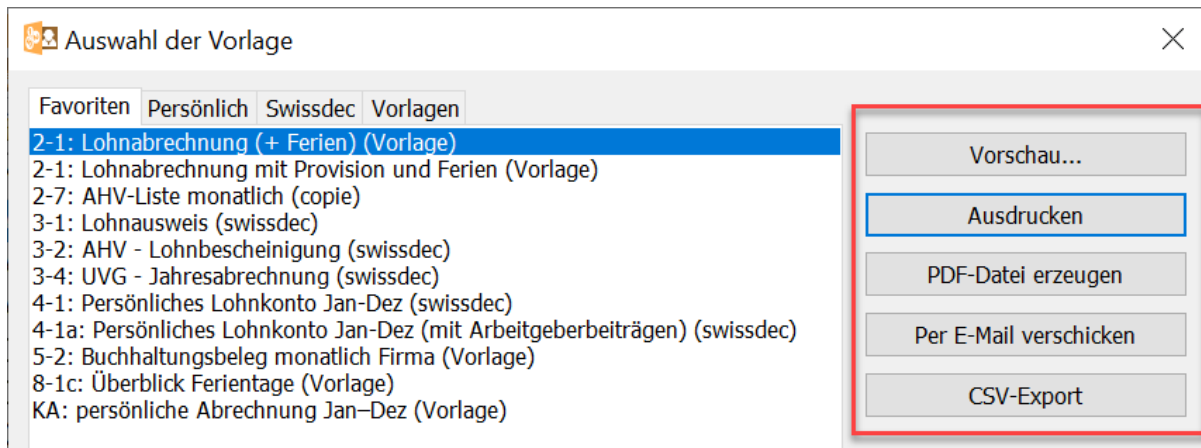 Auswahl der Vorlage
Favoriten Persönlich Swissdec Vorlagen
2-1: Lohnabrechnung (+ Ferien) (Vorlage)
2-1: Lohnabrechnung mit Provision und Ferien (Vorlage)
2-7: AHV-Liste monatlich (copie)
3-1: Lohnausweis (swissdec)
3-2: AHV - Lohnbescheinigung (swissdec)
3-4: UVG - Jahresabrechnung (swissdec)
4-1: Persönliches Lohnkonto Jan-Dez (swissdec)
4-1a: Persönliches Lohnkonto Jan-Dez (mit Arbeitgeberbeiträgen) (swissdec)
5-2: Buchhaltungsbeleg monatlich Firma (Vorlage)
8-1c: Überblick Ferientage (Vorlage)
KA: persönliche Abrechnung Jan–Dez (Vorlage)
Vorschau...
Ausdrucken
PDF-Datei erzeugen
Per E-Mail verschicken
CSV-Export